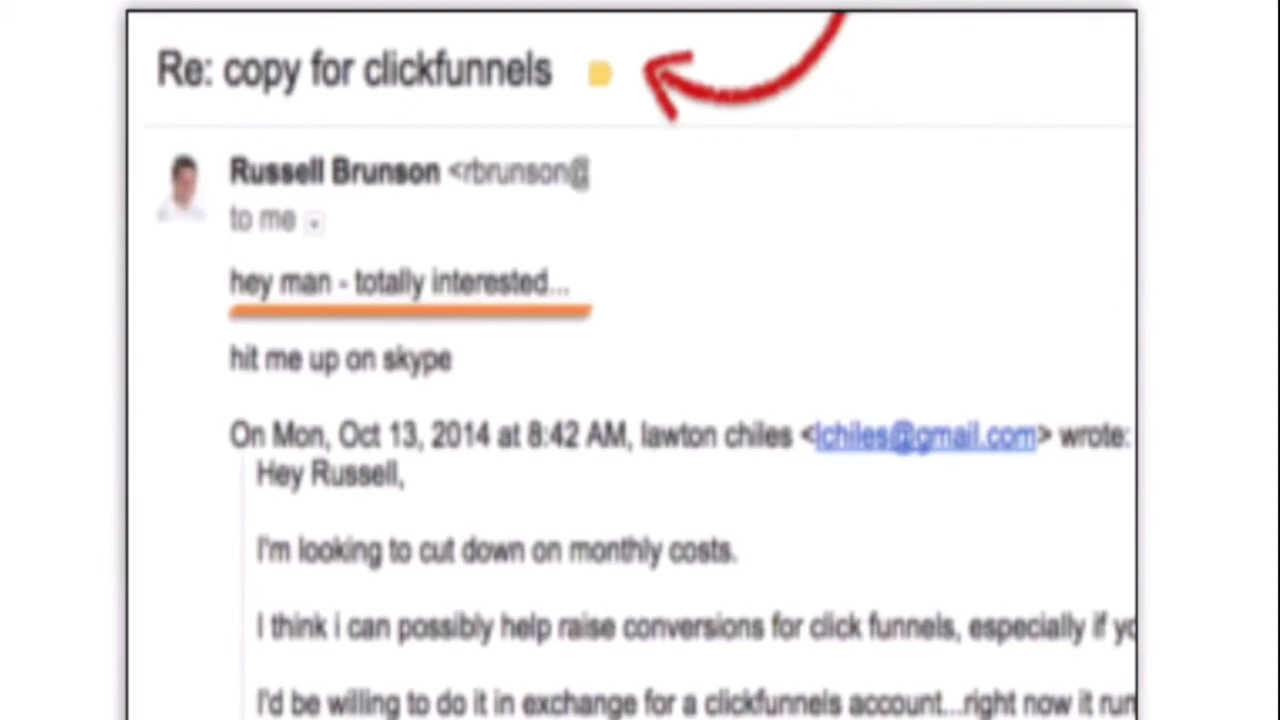 Re: copy for clickfunnels
Russell Brunson <rbrunson@
to me
hey man - totally interested...
hit me up on skype
On Mon, Oct 13, 2014 at 8:42 AM, lawton chiles <lchiles@gmail.com> wrote:
Hey Russell,
I'm looking to cut down on monthly costs.
I think i can possibly help raise conversions for click funnels, especially if yo
I'd be willing to do it in exchange for a clickfunnels account...right now it run